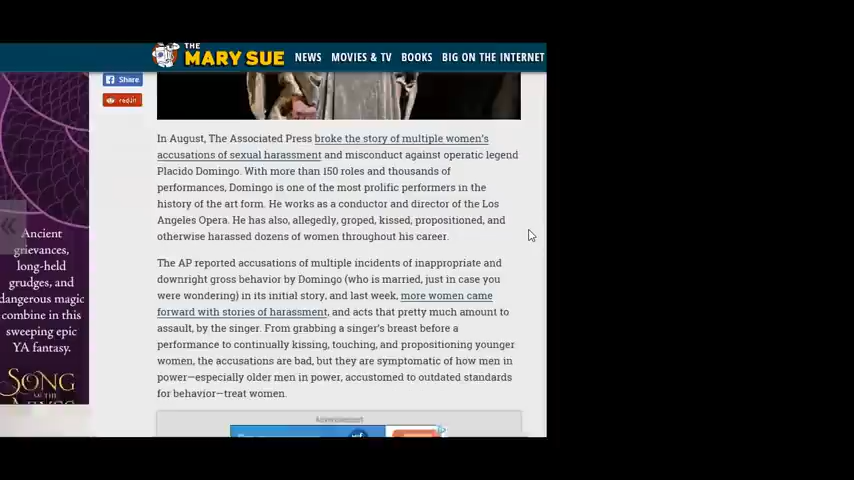 THE
MARY SUE
NEWS MOVIES & TV BOOKS BIG ON THE INTERNET
Share
reddit
In August, The Associated Press broke the story of multiple women's
accusations of sexual harassment and misconduct against operatic legend
Placido Domingo. With more than 150 roles and thousands of
performances, Domingo is one of the most prolific performers in the
history of the art form. He works as a conductor and director of the Los
Angeles Opera. He has also, allegedly, groped, kissed, propositioned, and
otherwise harassed dozens of women throughout his career.
The AP reported accusations of multiple incidents of inappropriate and
downright gross behavior by Domingo (who is married, just in case you
were wondering) in its initial story, and last week, more women came
forward with stories of harassment, and acts that pretty much amount to
assault, by the singer. From grabbing a singer's breast before a
performance to continually kissing, touching, and propositioning younger
women, the accusations are bad, but they are symptomatic of how men in
power—especially older men in power, accustomed to outdated standards
for behavior—treat women.
Advertisement
Ancient
grievances,
long-held
grudges, and
dangerous magic
combine in this
sweeping epic
YA fantasy.
SONG